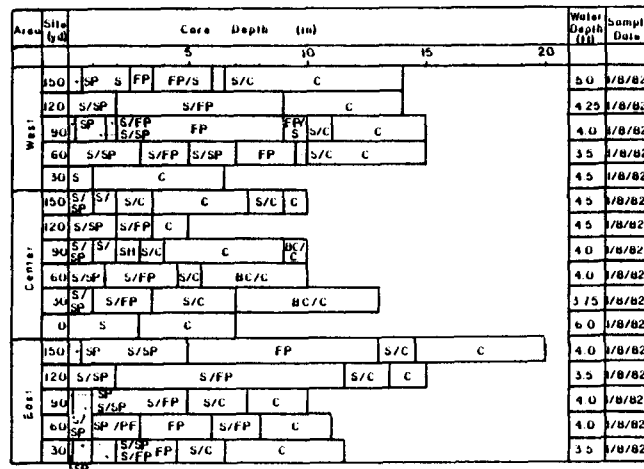 Area Site (yd) Core Depth (in) Water Depth (ft) Sampl Date
5 10 15 20
West
150 SP S FP FP/S S/C C 5.0 1/8/82
120 S/SP S/FP C 4.25 1/8/82
90 SP S/FP S/SP FP FP/S S/C C 4.0 1/8/82
60 S/SP S/FP S/SP FP S/C C 3.5 1/8/82
30 S C 4.5 1/8/82
Center
150 S/SP S/ S/C C S/C C 4.5 1/8/82
120 S/SP S/FP C 4.5 1/8/82
90 S/SP S/ SH S/C C BC/C 4.0 1/8/82
60 S/SP S/FP S/C BC/C 4.0 1/8/82
30 S/SP S/FP S/C BC/C 3.75 1/8/82
0 S C 6.0 1/8/82
East
150 SP S/SP FP S/C C 4.0 1/8/82
120 S/SP S/FP S/C C 3.5 1/8/82
90 SP S/SP S/FP S/C C 4.0 1/8/82
60 S/SP SP/PF FP S/FP C 4.0 1/8/82
30 S/SP S/FP FP S/C C 3.5 1/8/82